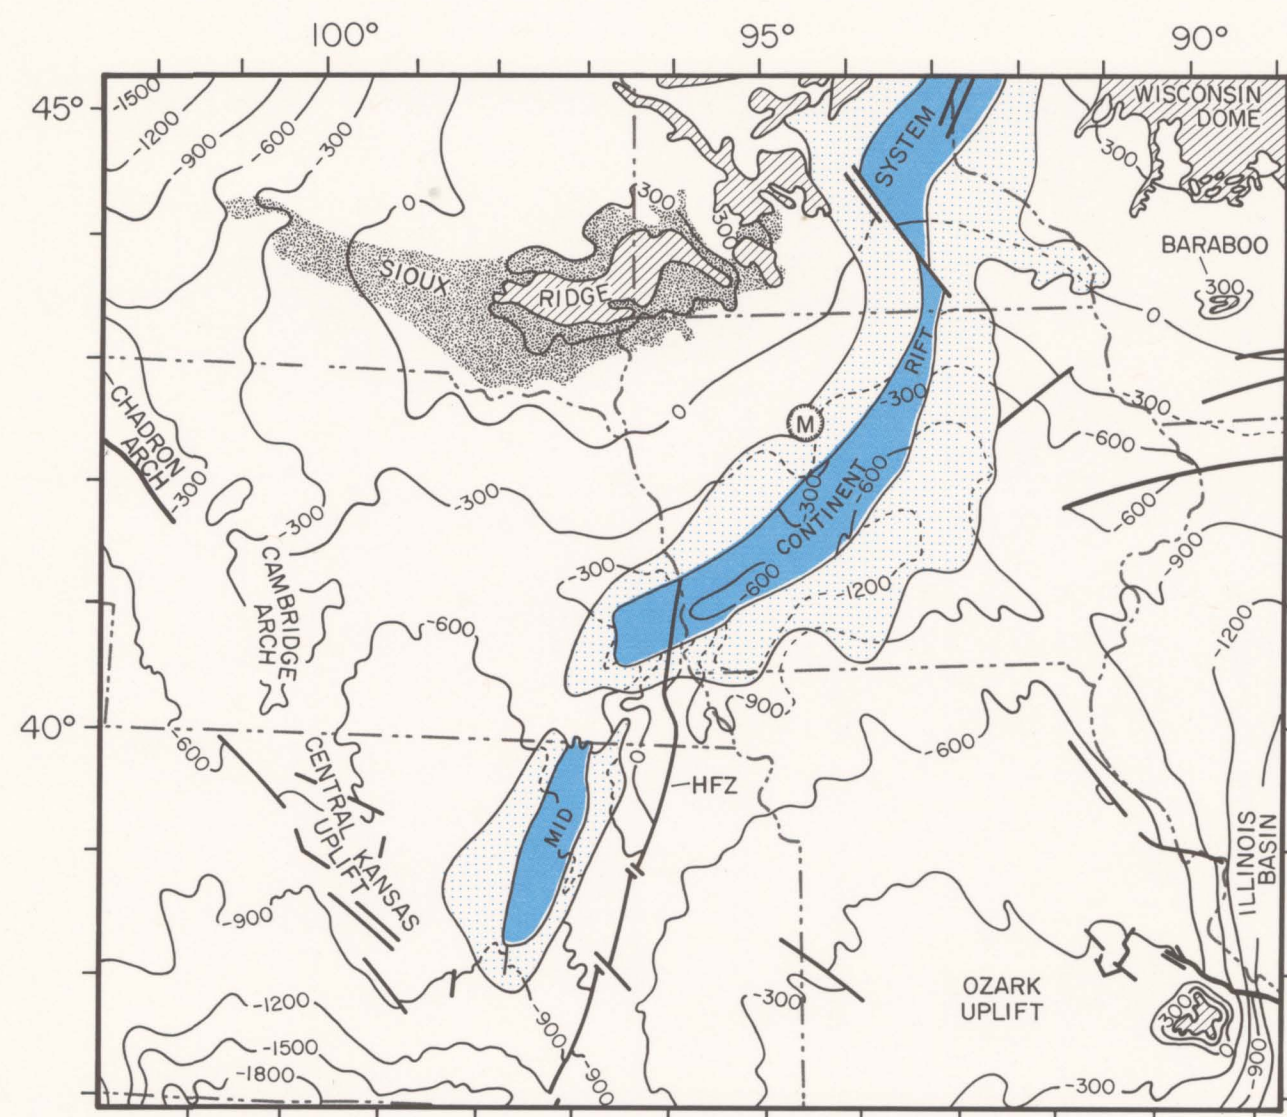 100°
95°
90°
45°
40°
-1500
-1200
-900
-600
-300
0
WISCONSIN
DOME
300
SYSTEM
300
300
SIOUX
RIDGE
BARABOO
300
0
RIFT
-300
-300
0
M
-600
CHADRON
ARCH
-300
-300
-300
-300
-600
CONTINENT
-600
-900
-300
-600
-1200
CAMBRIDGE
ARCH
-600
-1200
-900
-600
-600
0
HFZ
CENTRAL KANSAS
UPLIFT
MID
ILLINOIS
BASIN
-900
OZARK
UPLIFT
-300
300
0
-1200
-900
-1500
-1800
-900
-300
-900